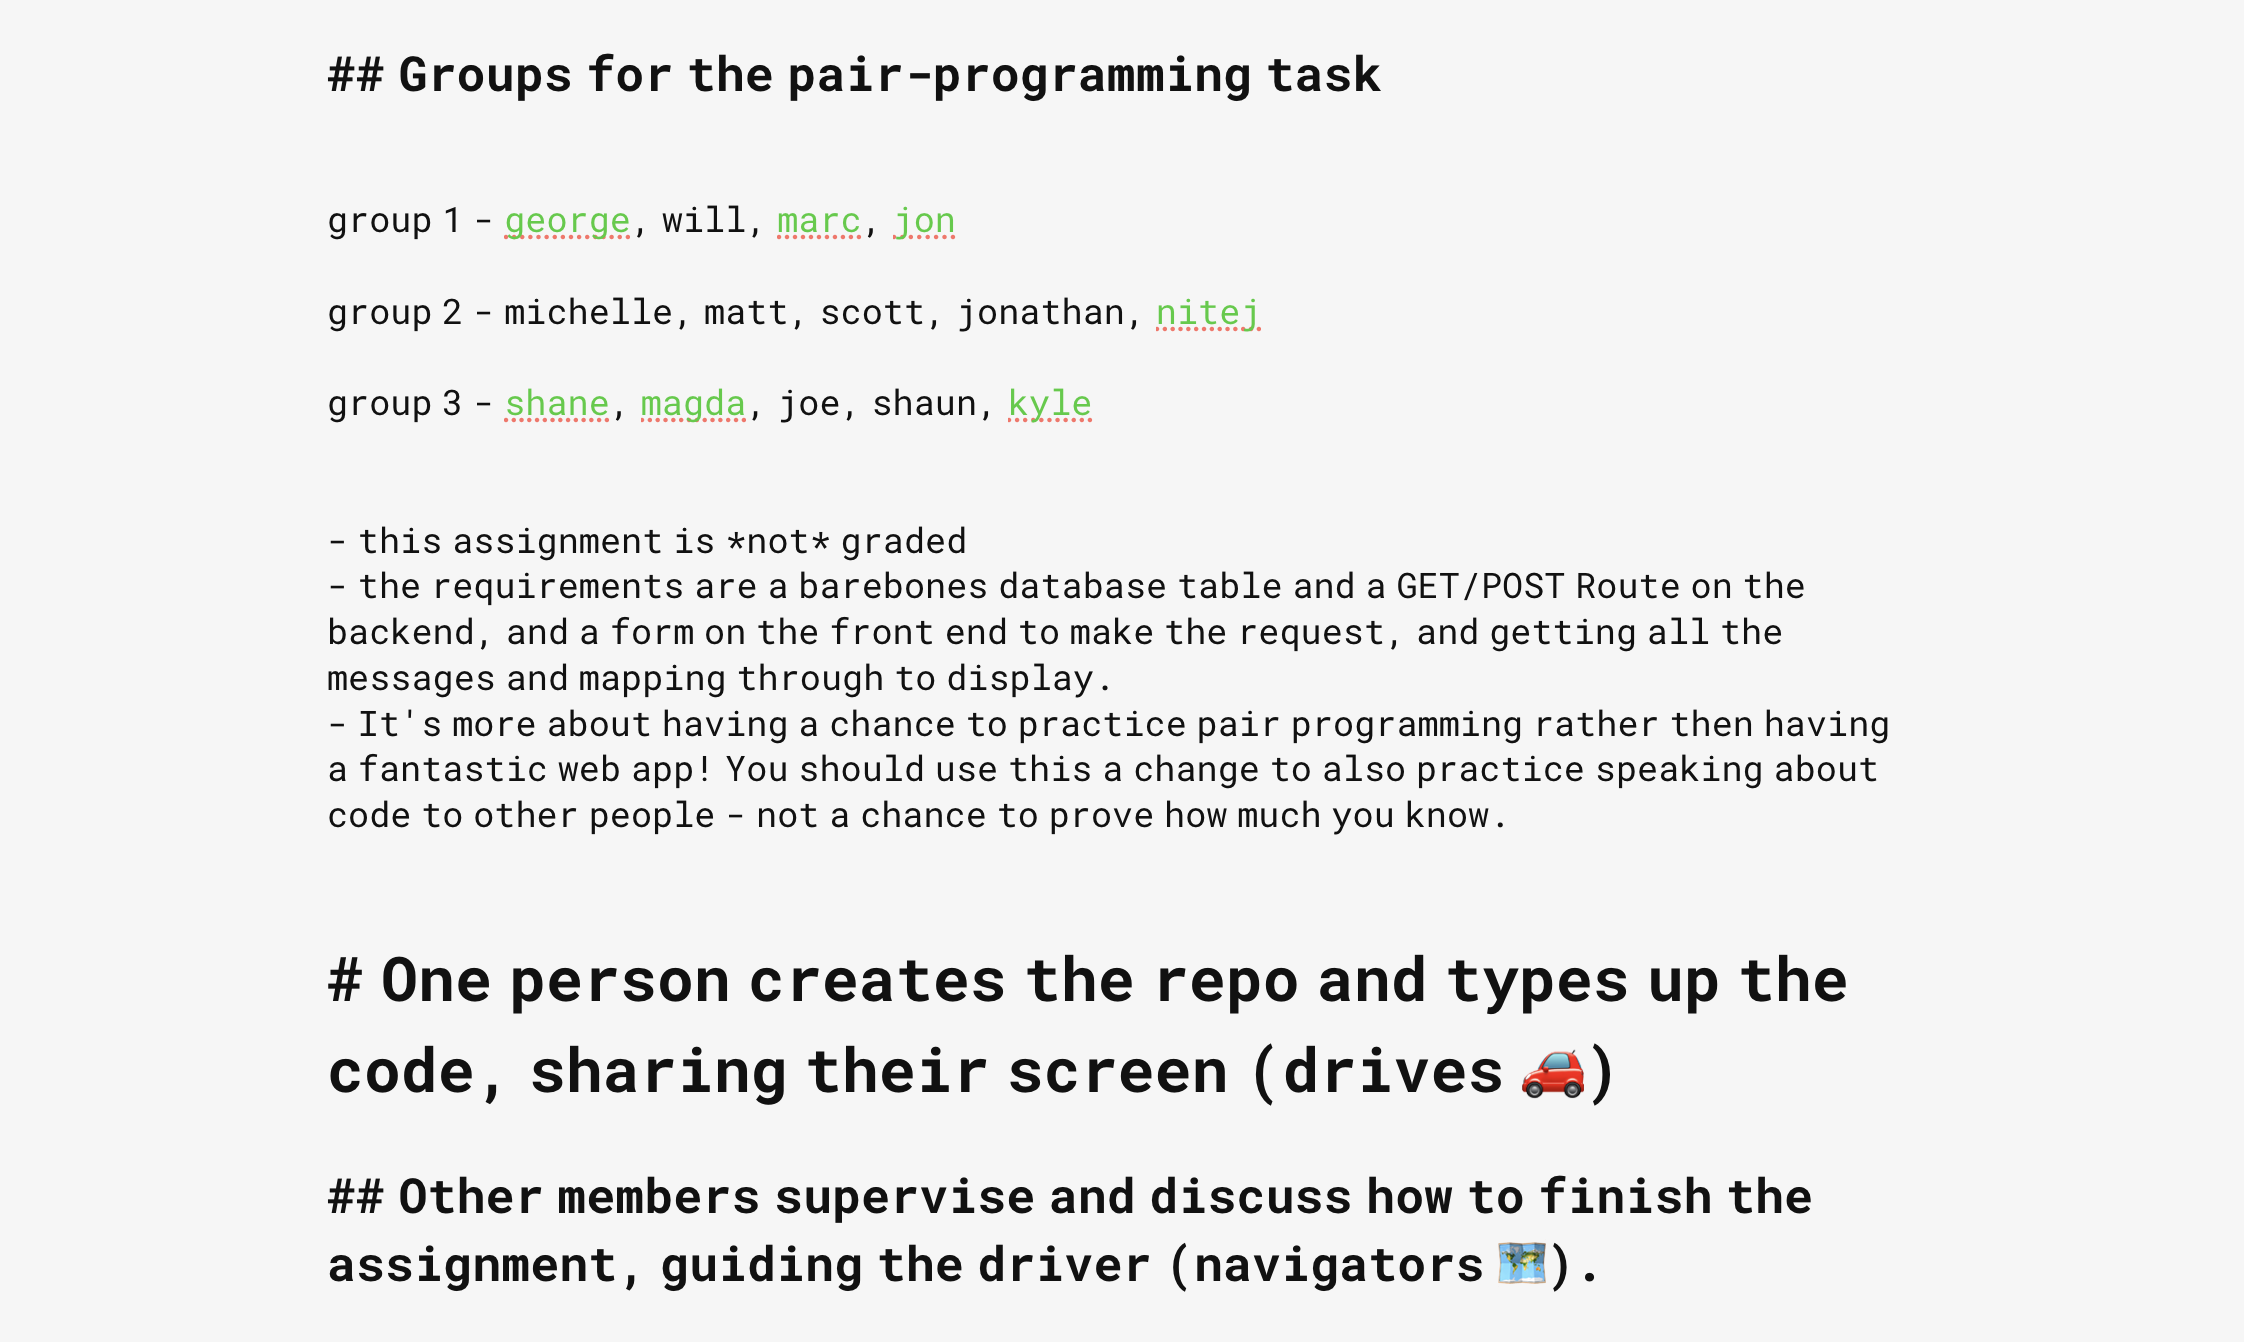 ## Groups for the pair-programming task
group 1 - george, will, marc, jon
group 2 - michelle, matt, scott, jonathan, nitej
group 3 - shane, magda, joe, shaun, kyle
- this assignment is *not* graded
- the requirements are a barebones database table and a GET/POST Route on the
backend, and a form on the front end to make the request, and getting all the
messages and mapping through to display.
- It's more about having a chance to practice pair programming rather then having
a fantastic web app! You should use this a change to also practice speaking about
code to other people - not a chance to prove how much you know.
# One person creates the repo and types up the
code, sharing their screen (drives 🚗)
## Other members supervise and discuss how to finish the
assignment, guiding the driver (navigators 🗺️).